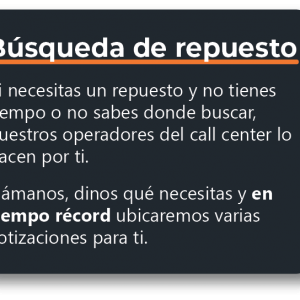 Búsqueda de repuesto
i necesitas un repuesto y no tienes
empo o no sabes donde buscar,
uestros operadores del call center lo
acen por ti.
ámanos, dinos qué necesitas y en
empo récord ubicaremos varias
otizaciones para ti.